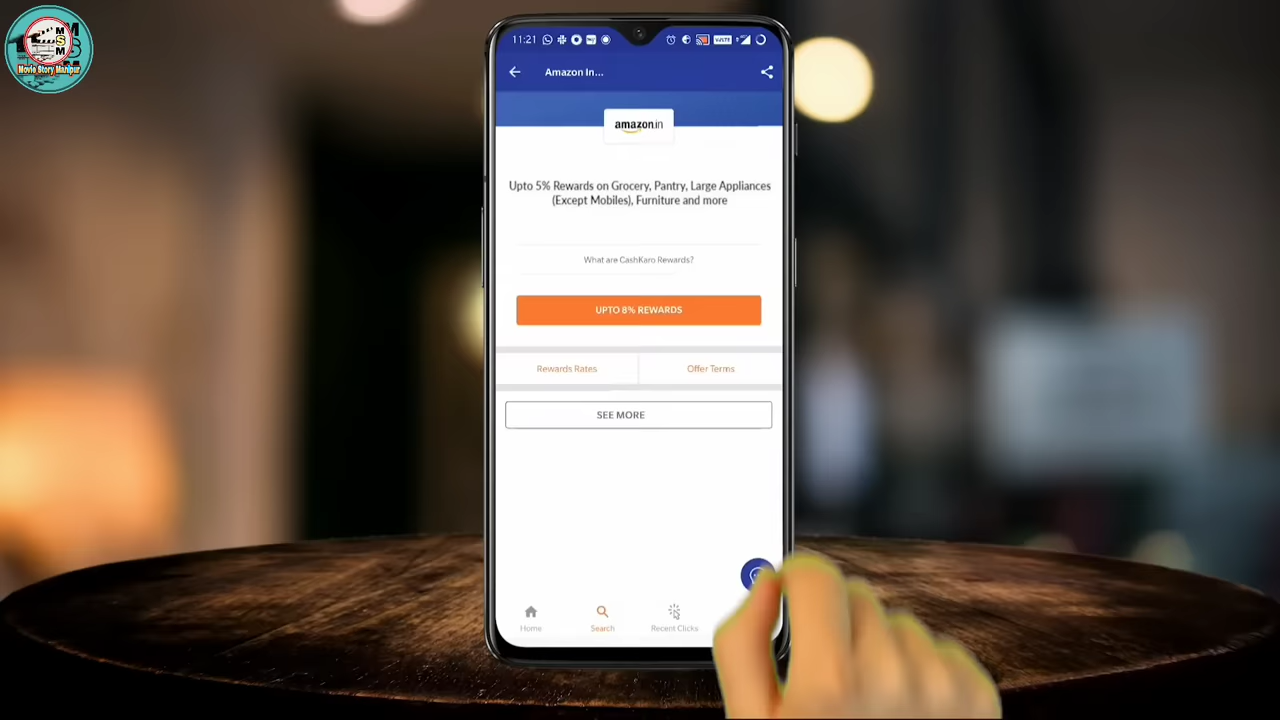 M
M
S
M
Movie Story Manipur
11:21
VoLTE
Amazon In...
amazon.in
Upto 5% Rewards on Grocery, Pantry, Large Appliances
(Except Mobiles), Furniture and more
What are CashKaro Rewards?
UPTO 8% REWARDS
Rewards Rates
Offer Terms
SEE MORE
Home
Search
Recent Clicks